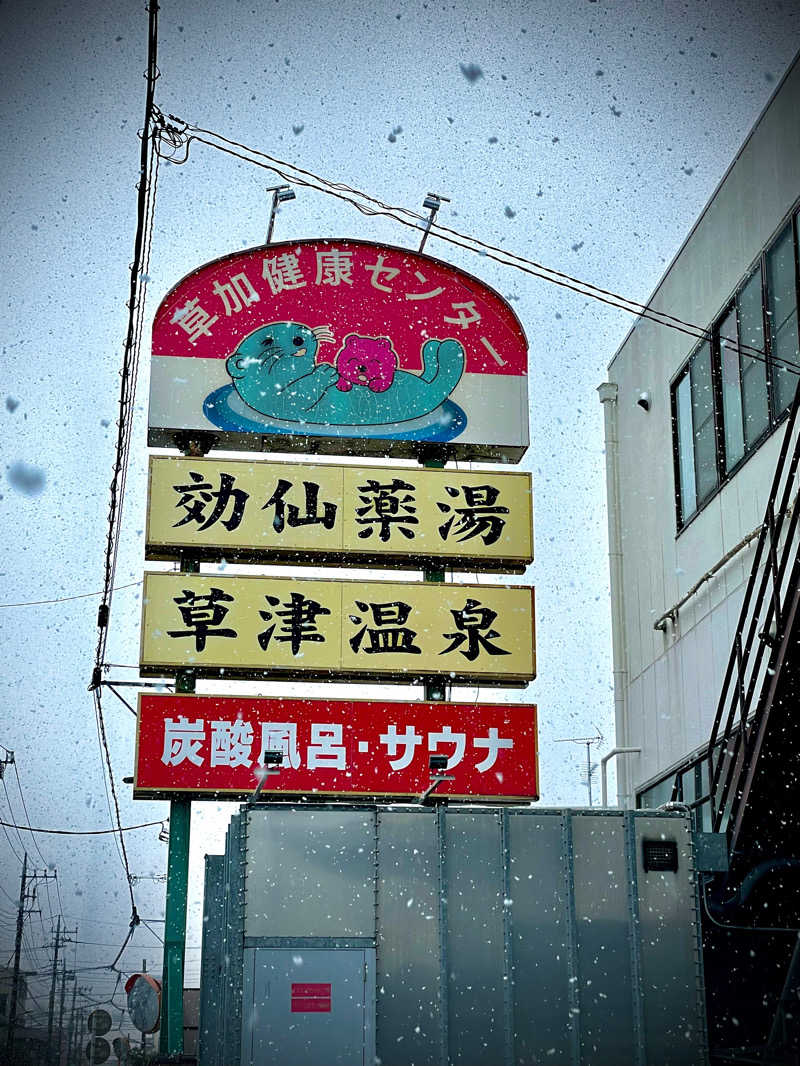 草加健康センター
効仙薬湯
草津温泉
炭酸風呂・サウナ